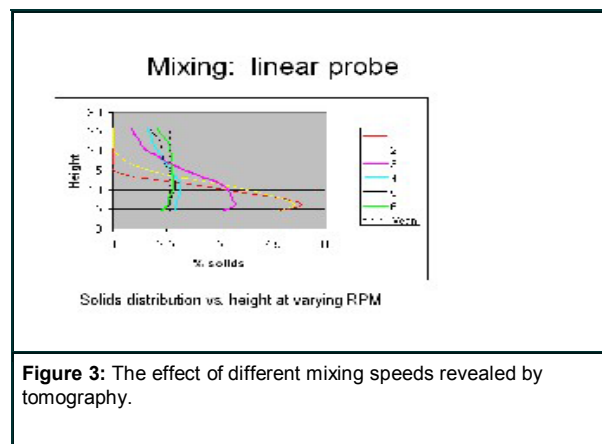 Mixing: linear probe
Height
% solids
Mean
Solids distribution vs. height at varying RPM
Figure 3: The effect of different mixing speeds revealed by
tomography.